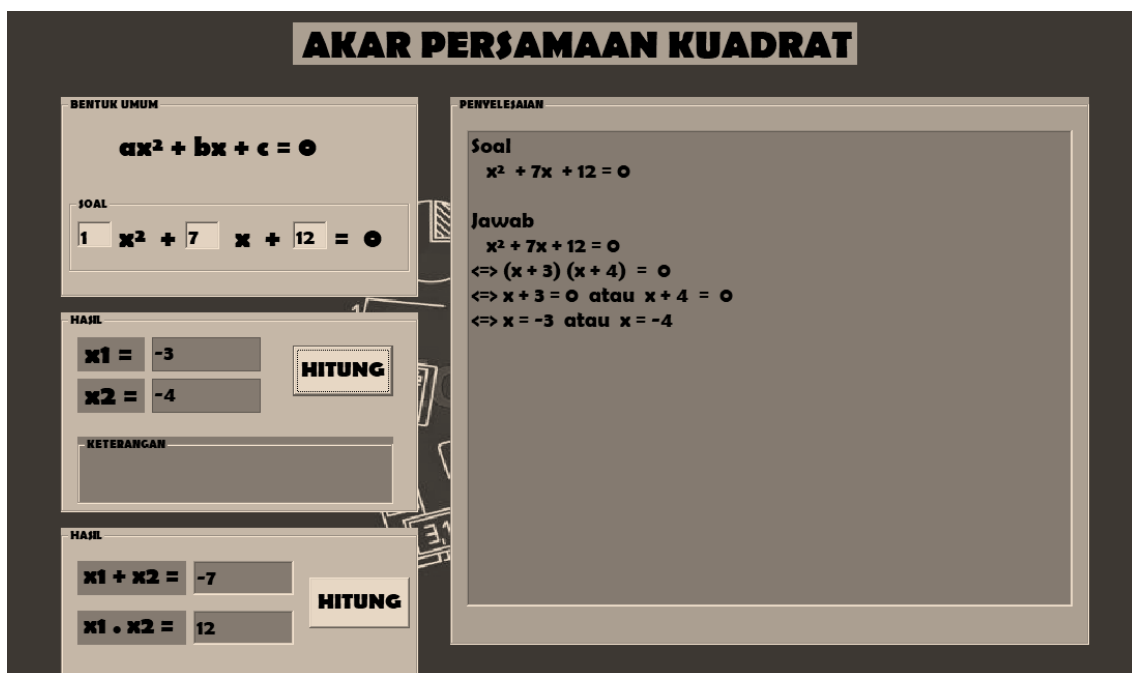 AKAR PERSAMAAN KUADRAT
BENTUK UMUM
ax² + bx + c = 0
SOAL
1 x² + 7 x + 12 = 0
HASIL
x1 = -3
x2 = -4
HITUNG
KETERANGAN
HASIL
x1 + x2 = -7
x1 . x2 = 12
HITUNG
PENYELESAIAN
Soal
x² + 7x + 12 = 0
Jawab
x² + 7x + 12 = 0
<=> (x + 3) (x + 4) = 0
<=> x + 3 = 0 atau x + 4 = 0
<=> x = -3 atau x = -4